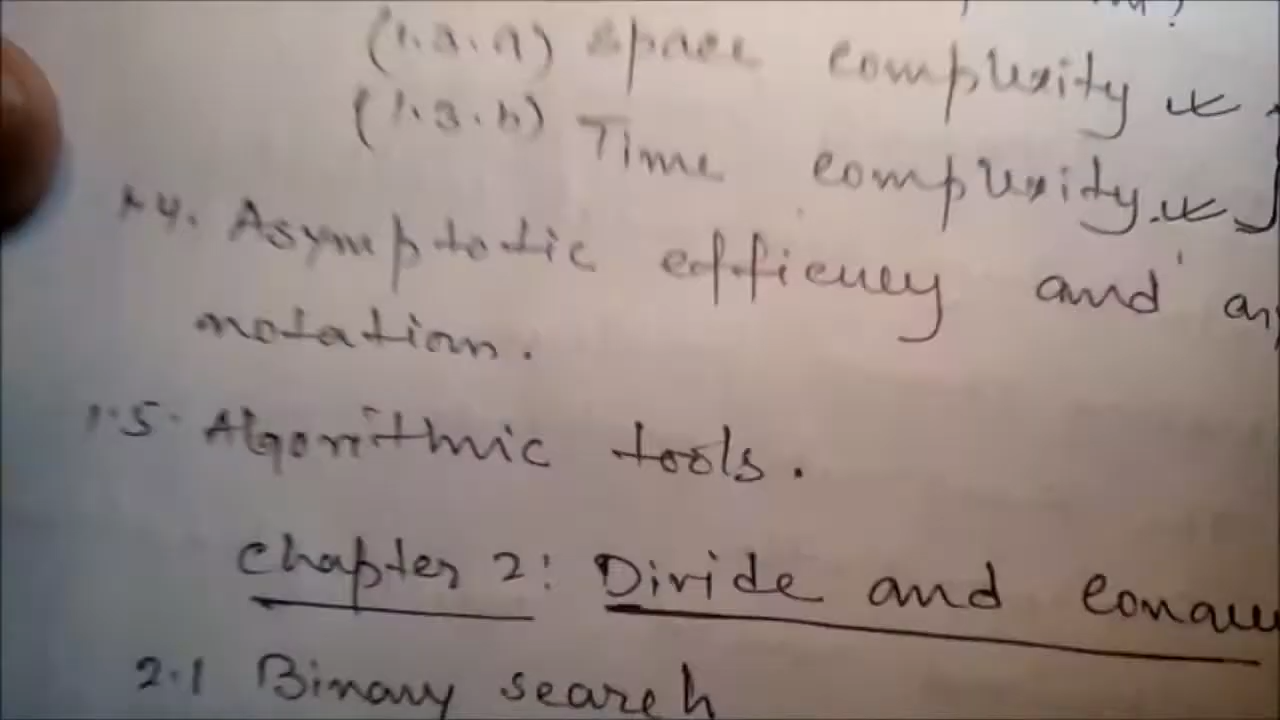 (1.3.a) Space complexity
(1.3.b) Time complexity
1.4. Asymptotic efficiency and
notation.
1.5. Algorithmic tools.
Chapter 2: Divide and
2.1 Binary search